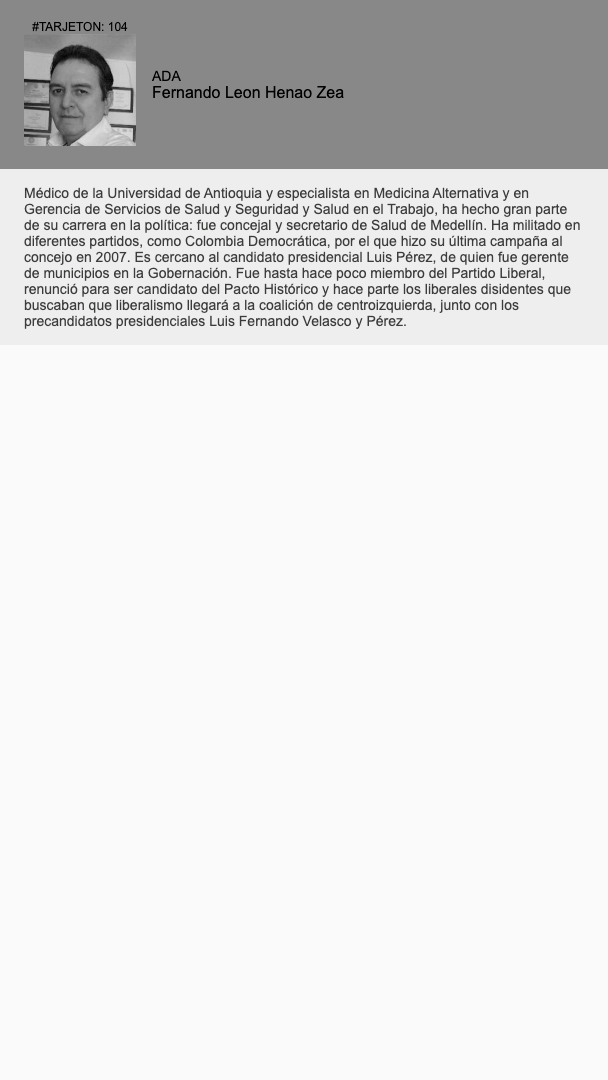 #TARJETON: 104
ADA
Fernando Leon Henao Zea
Médico de la Universidad de Antioquia y especialista en Medicina Alternativa y en
Gerencia de Servicios de Salud y Seguridad y Salud en el Trabajo, ha hecho gran parte
de su carrera en la política: fue concejal y secretario de Salud de Medellín. Ha militado en
diferentes partidos, como Colombia Democrática, por el que hizo su última campaña al
concejo en 2007. Es cercano al candidato presidencial Luis Pérez, de quien fue gerente
de municipios en la Gobernación. Fue hasta hace poco miembro del Partido Liberal,
renunció para ser candidato del Pacto Histórico y hace parte los liberales disidentes que
buscaban que liberalismo llegará a la coalición de centroizquierda, junto con los
precandidatos presidenciales Luis Fernando Velasco y Pérez.